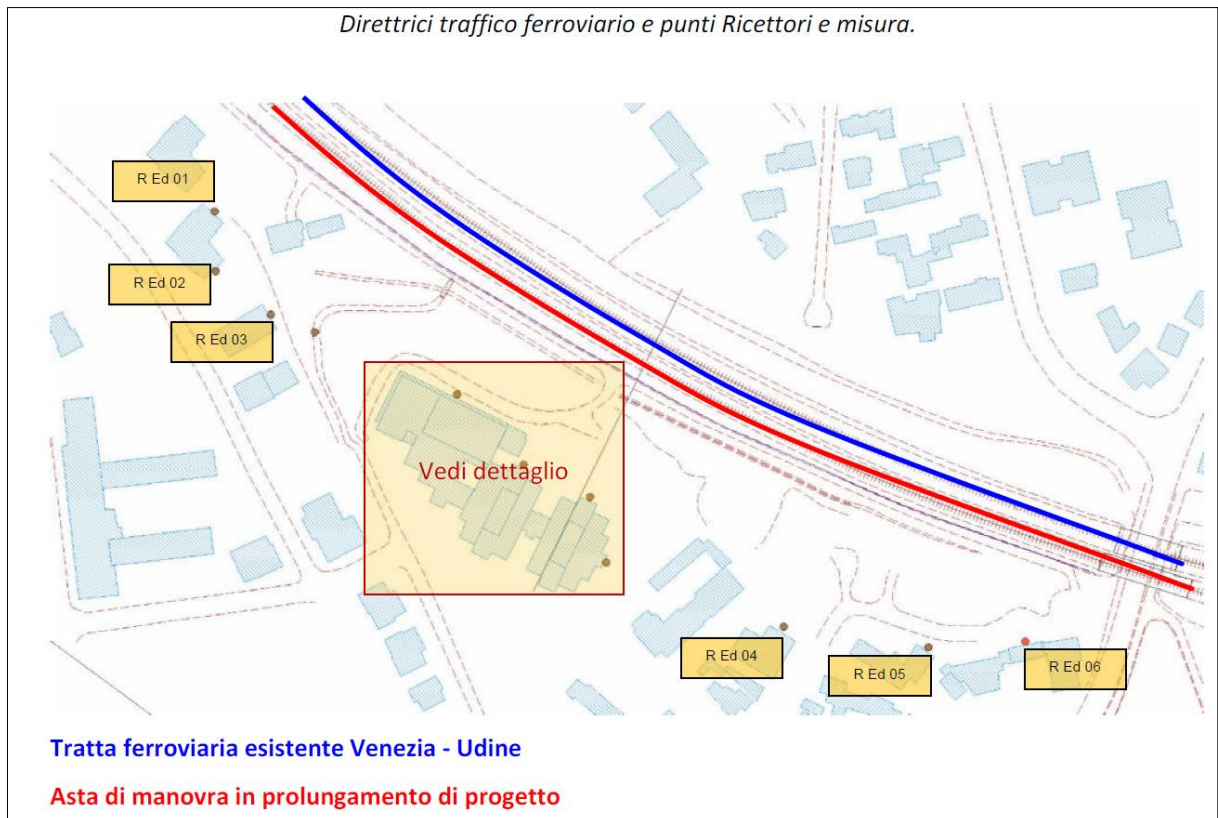 Direttrici traffico ferroviario e punti Ricettori e misura.
R Ed 01
R Ed 02
R Ed 03
Vedi dettaglio
R Ed 04
R Ed 05
R Ed 06
Tratta ferroviaria esistente Venezia - Udine
Asta di manovra in prolungamento di progetto